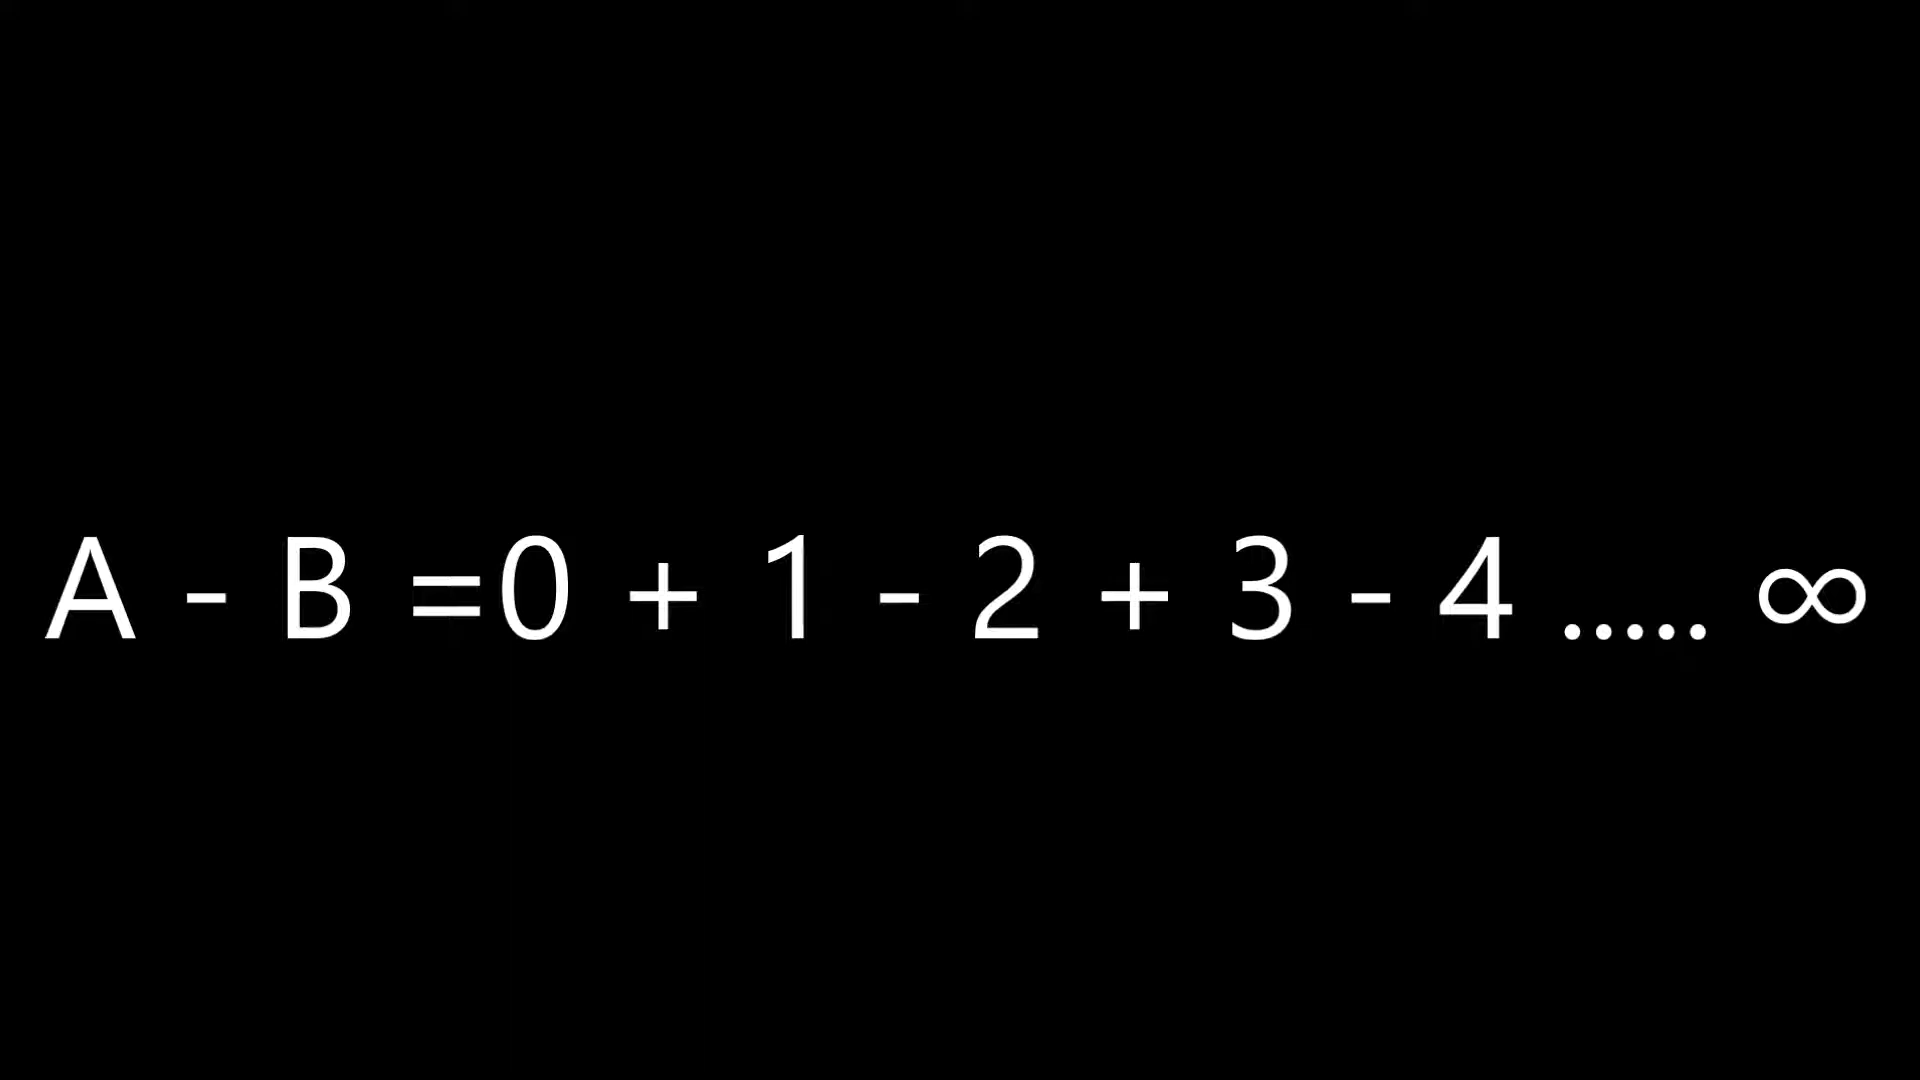 A - B =0 + 1 - 2 + 3 - 4 ..... ∞